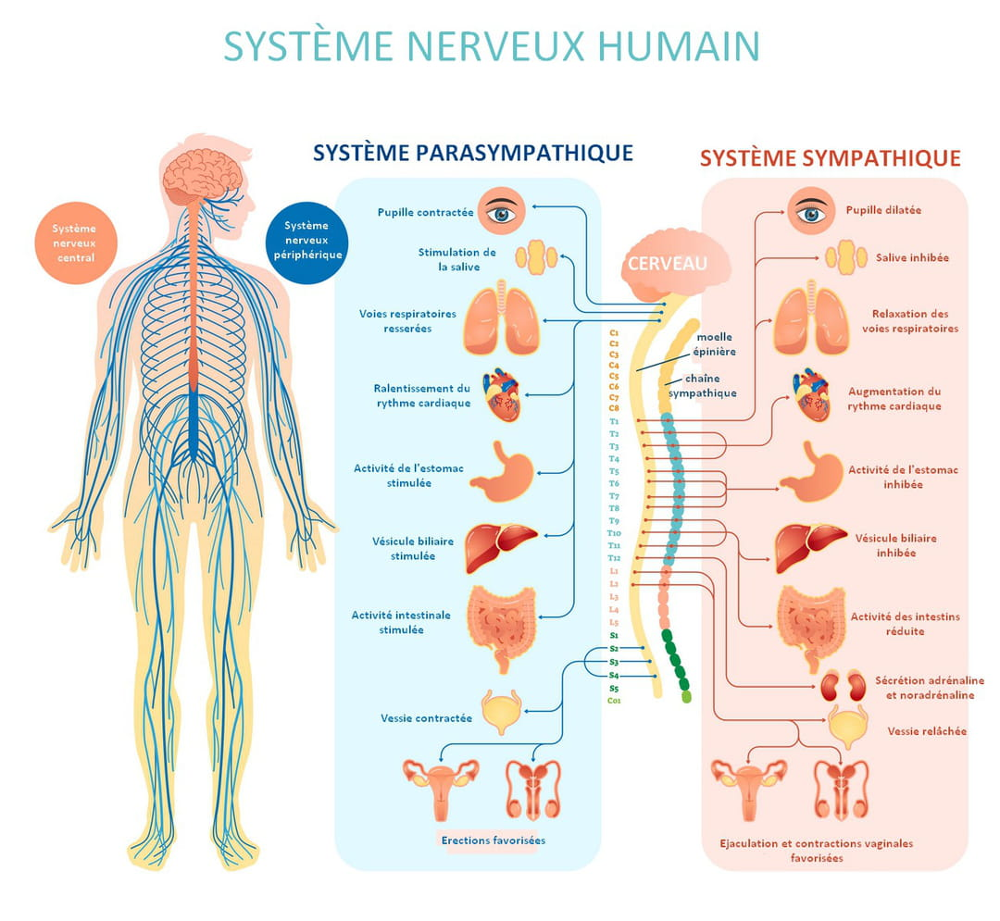 SYSTÈME NERVEUX HUMAIN
Système
nerveux
central
Système
nerveux
périphérique
SYSTÈME PARASYMPATHIQUE
Pupille contractée
Stimulation de
la salive
Voies respiratoires
resserées
Ralentissement du
rythme cardiaque
Activité de l'estomac
stimulée
Vésicule biliaire
stimulée
Activité intestinale
stimulée
Vessie contractée
Erections favorisées
CERVEAU
moelle
épinière
chaîne
sympathique
C1
C2
C3
C4
C5
C6
C7
C8
T1
T2
T3
T4
T5
T6
T7
T8
T9
T10
T11
T12
L1
L2
L3
L4
L5
S1
S2
S3
S4
S5
Co1
SYSTÈME SYMPATHIQUE
Pupille dilatée
Salive inhibée
Relaxation des
voies respiratoires
Augmentation du
rythme cardiaque
Activité de l'estomac
inhibée
Vésicule biliaire
inhibée
Activité des intestins
réduite
Sécrétion adrénaline
et noradrénaline
Vessie relâchée
Ejaculation et contractions vaginales
favorisées